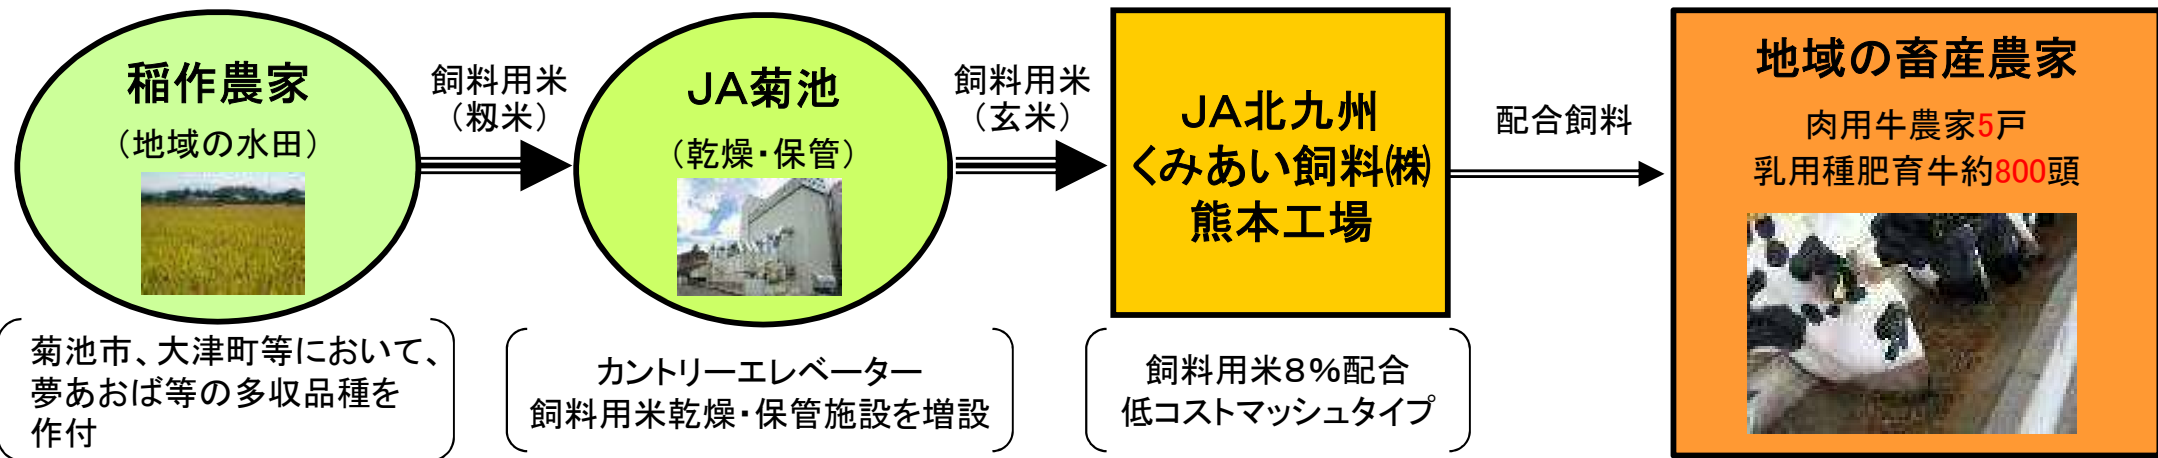 稲作農家
（地域の水田）
飼料用米
（籾米）
JA菊池
（乾燥・保管）
飼料用米
（玄米）
JA北九州
くみあい飼料㈱
熊本工場
配合飼料
地域の畜産農家
肉用牛農家5戸
乳用種肥育牛約800頭
菊池市、大津町等において、
夢あおば等の多収品種を
作付
カントリーエレベーター
飼料用米乾燥・保管施設を増設
飼料用米8％配合
低コストマッシュタイプ